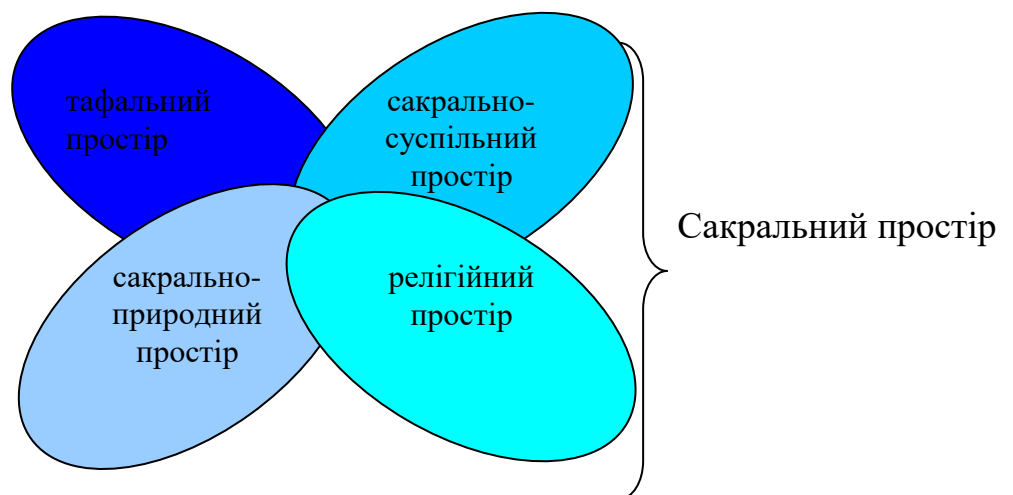 тафальний
простір
сакрально-
суспільний
простір
Сакральний простір
сакрально-
природний
простір
релігійний
простір